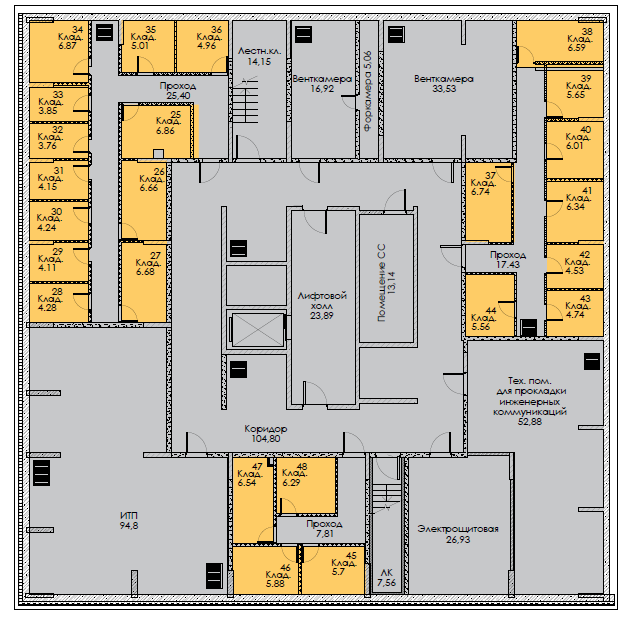 34
Клад.
6.87
35
Клад.
5.01
36
Клад.
4.96
Лестн.кл.
14,15
Венткамера
16,92
Форкамера 5.06
Венткамера
33,53
38
Клад.
6.59
33
Клад.
3.85
Проход
25,40
39
Клад.
5.65
32
Клад.
3.76
25
Клад.
6.86
40
Клад.
6.01
31
Клад.
4.15
26
Клад.
6.66
37
Клад.
6.74
41
Клад.
6.34
30
Клад.
4.24
29
Клад.
4.11
27
Клад.
6.68
Проход
17.43
42
Клад.
4.53
28
Клад.
4.28
Лифтовой
холл
23,89
Помещение СС
13,14
44
Клад.
5.56
43
Клад.
4.74
Тех. пом.
для прокладки
инженерных
коммуникаций
52,88
Коридор
104,80
47
Клад.
6.54
48
Клад.
6.29
ИТП
94,8
Проход
7,81
Электрощитовая
26,93
46
Клад.
5.88
45
Клад.
5.7
ЛК
7,56